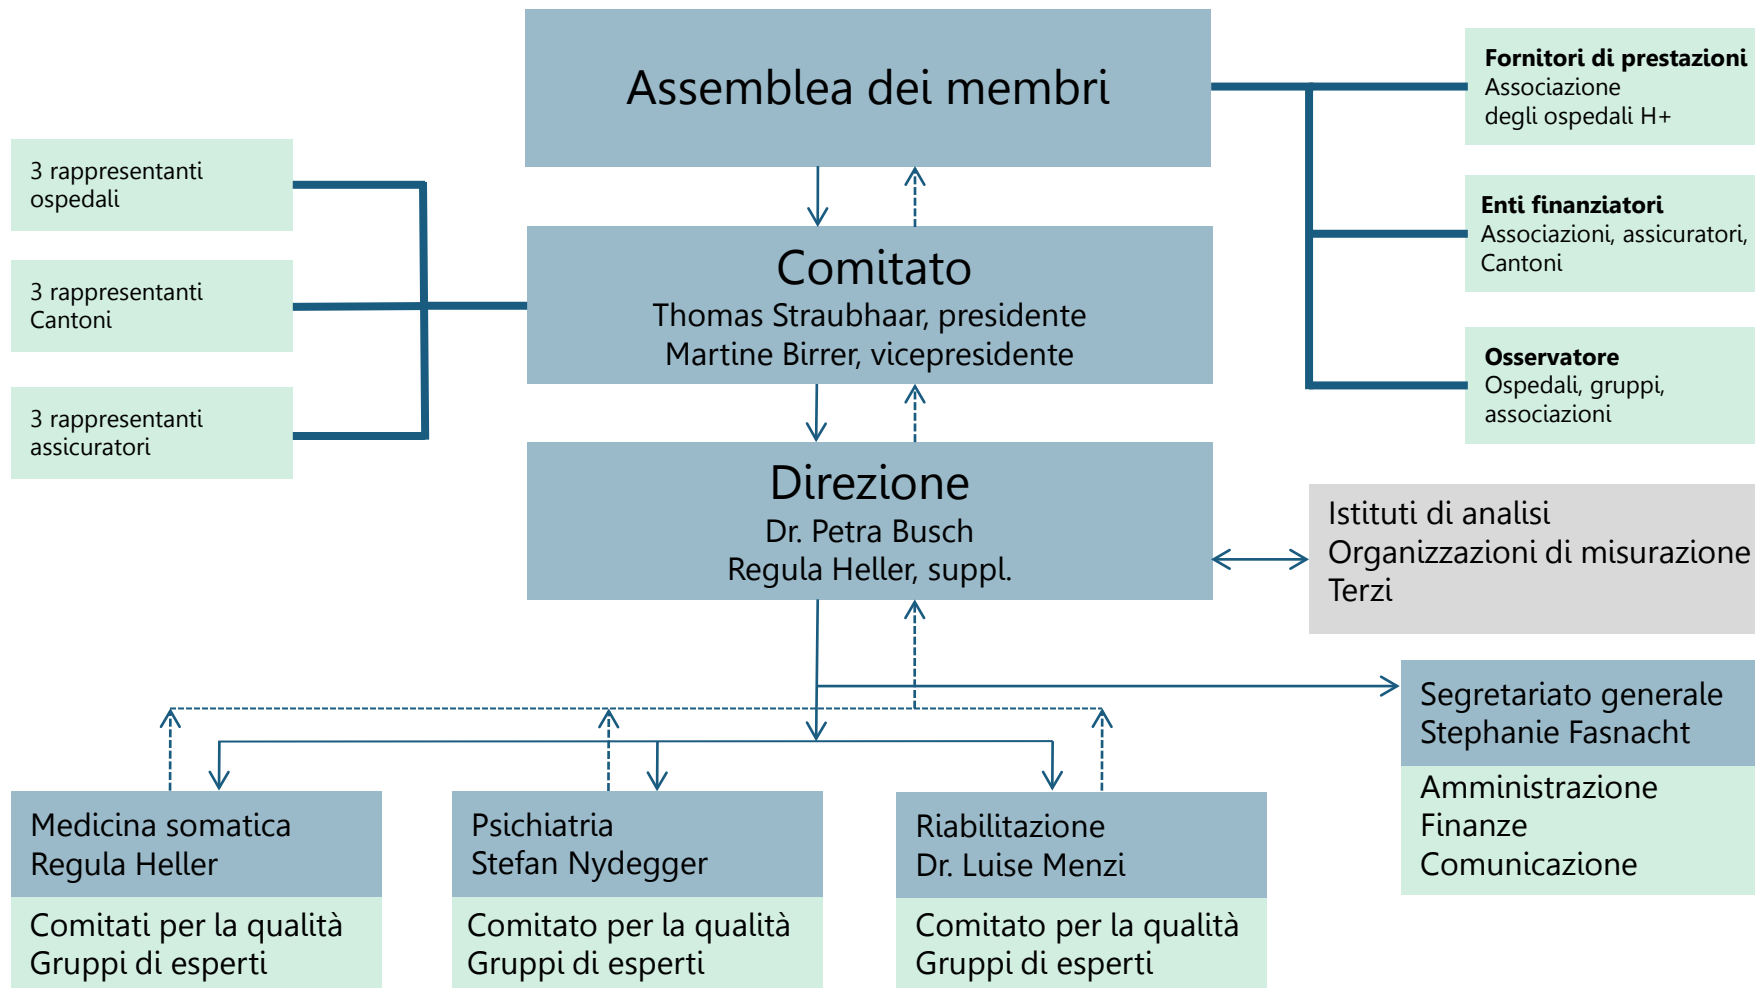 Assemblea dei membri
Fornitori di prestazioni
Associazione
degli ospedali H+
3 rappresentanti
ospedali
Enti finanziatori
Associazioni, assicuratori,
Cantoni
Comitato
Thomas Straubhaar, presidente
Martine Birrer, vicepresidente
3 rappresentanti
Cantoni
Osservatore
Ospedali, gruppi,
associazioni
3 rappresentanti
assicuratori
Direzione
Dr. Petra Busch
Regula Heller, suppl.
Istituti di analisi
Organizzazioni di misurazione
Terzi
Segretariato generale
Stephanie Fasnacht
Amministrazione
Finanze
Comunicazione
Medicina somatica
Regula Heller
Comitati per la qualità
Gruppi di esperti
Psichiatria
Stefan Nydegger
Comitato per la qualità
Gruppi di esperti
Riabilitazione
Dr. Luise Menzi
Comitato per la qualità
Gruppi di esperti